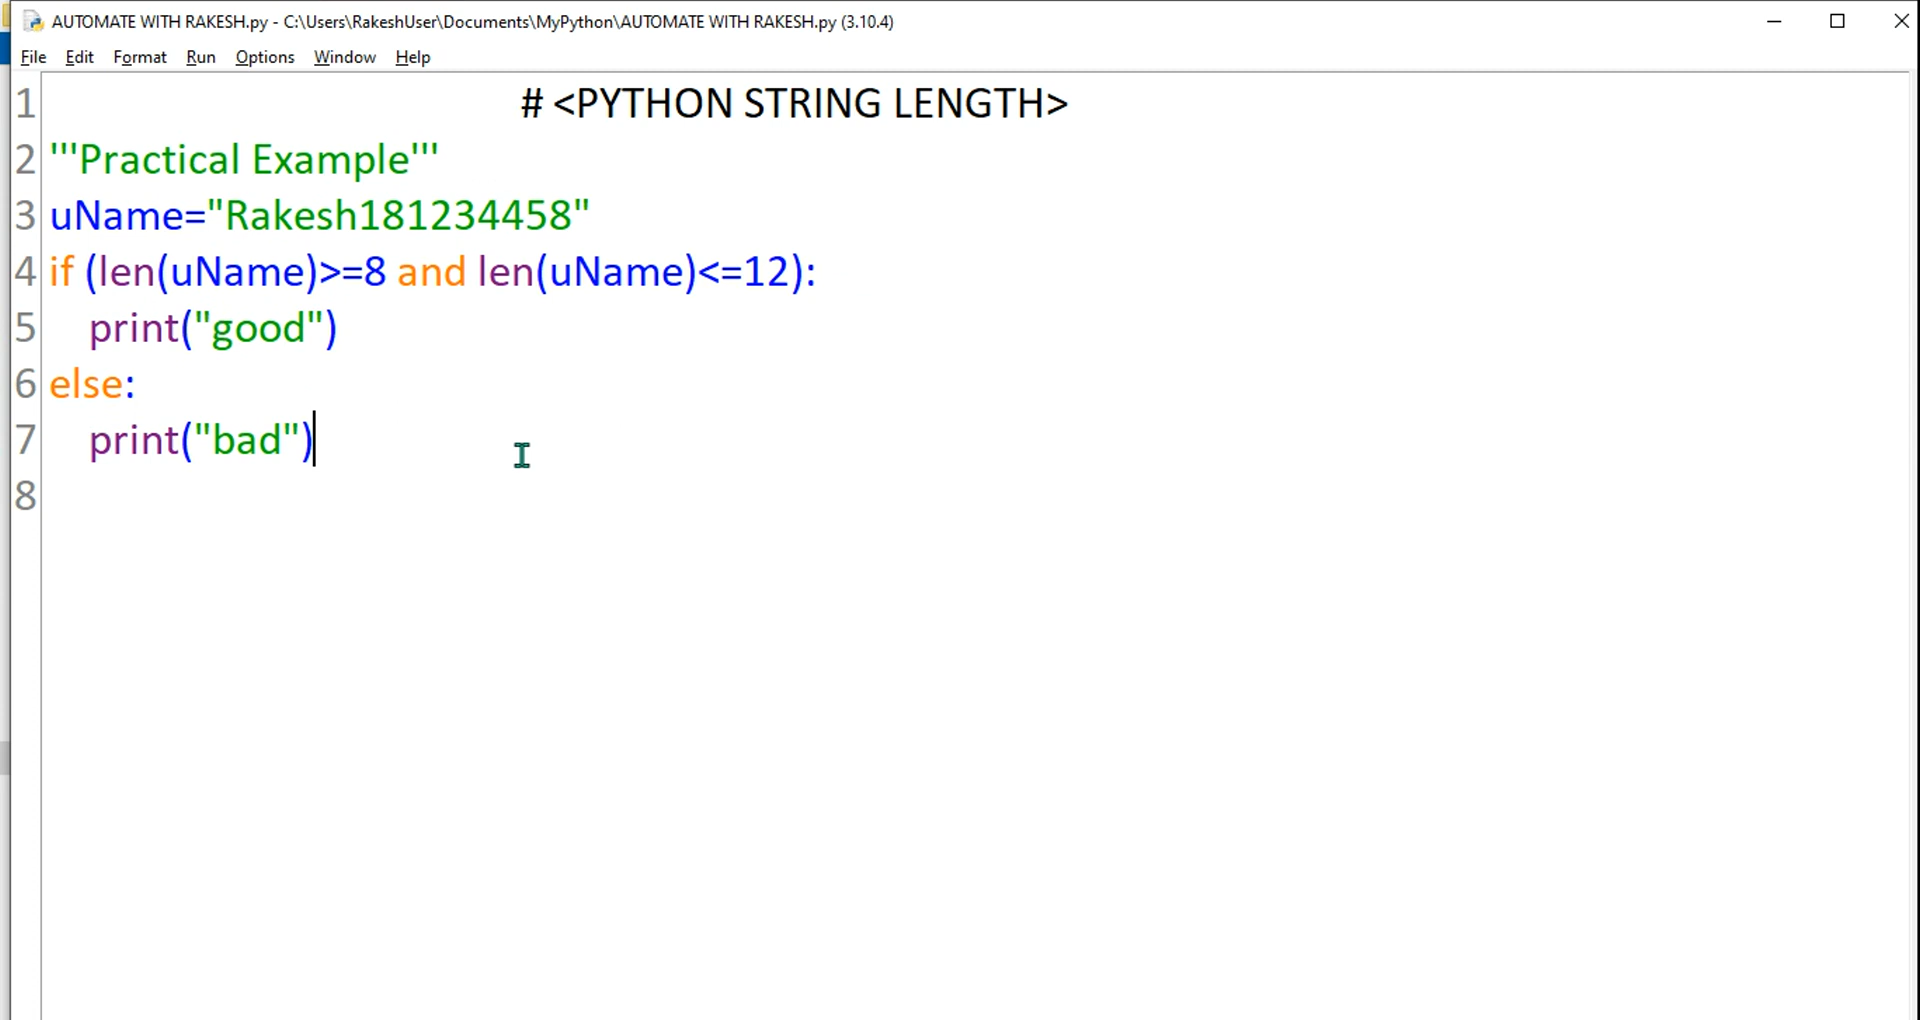 AUTOMATE WITH RAKESH.py - C:\Users\RakeshUser\Documents\MyPython\AUTOMATE WITH RAKESH.py (3.10.4)
File Edit Format Run Options Window Help
1 # <PYTHON STRING LENGTH>
2 '''Practical Example'''
3 uName="Rakesh181234458"
4 if (len(uName)>=8 and len(uName)<=12):
5     print("good")
6 else:
7     print("bad")
8